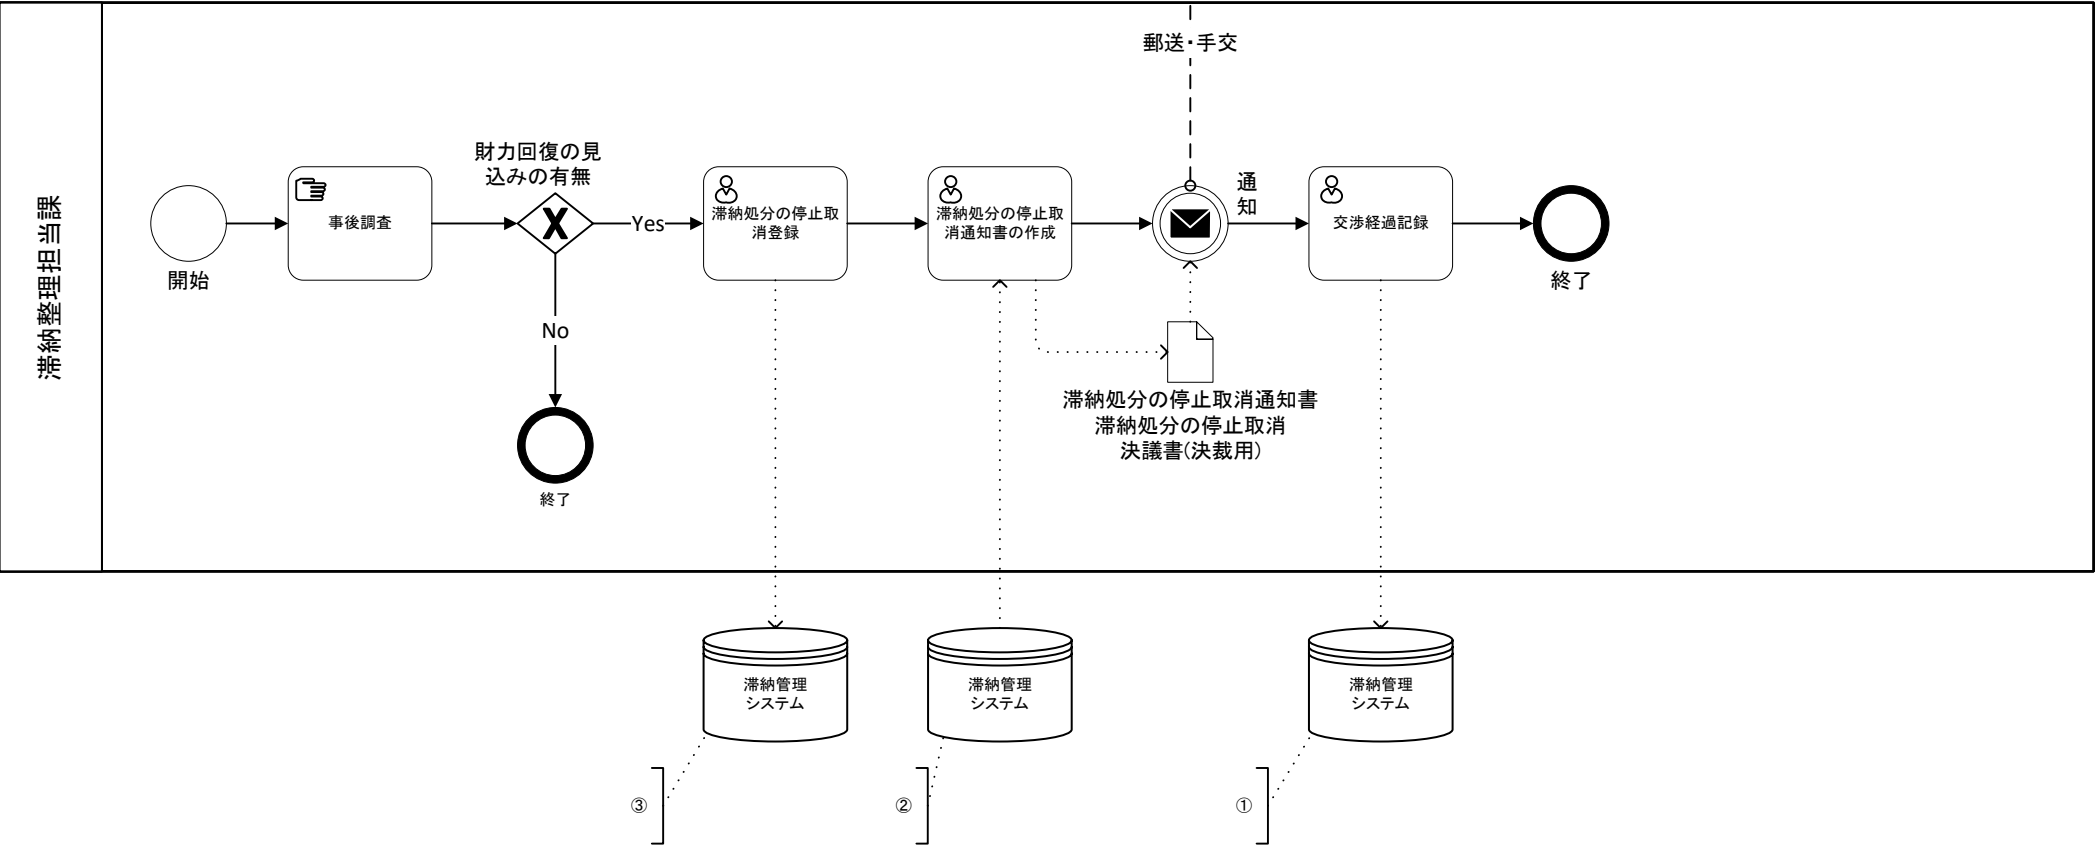 郵送・手交
滞納整理担当課
開始
事後調査
財力回復の見
込みの有無
Yes
No
終了
滞納処分の停止取
消登録
滞納処分の停止取
消通知書の作成
通
知
交渉経過記録
終了
滞納処分の停止取消通知書
滞納処分の停止取消
決議書(決裁用)
滞納管理
システム
滞納管理
システム
滞納管理
システム
③
②
①